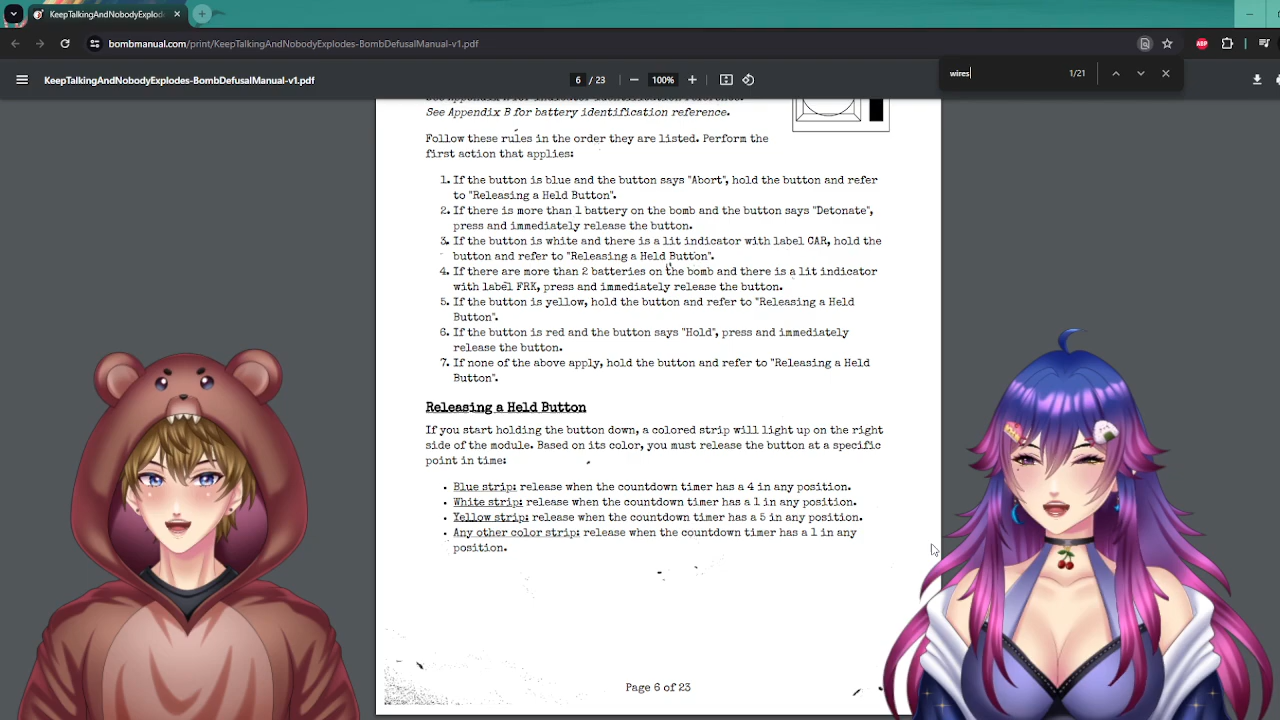 KeepTalkingAndNobodyExplod
bombmanual.com/print/KeepTalkingAndNobodyExplodes-BombDefusalManual-v1.pdf
ABP
wires
1/21
KeepTalkingAndNobodyExplodes-BombDefusalManual-v1.pdf
6 / 23
100%
See Appendix A for indicator identification reference.
See Appendix B for battery identification reference.
Follow these rules in the order they are listed. Perform the
first action that applies:
1. If the button is blue and the button says "Abort", hold the button and refer
to "Releasing a Held Button".
2. If there is more than 1 battery on the bomb and the button says "Detonate",
press and immediately release the button.
3. If the button is white and there is a lit indicator with label CAR, hold the
button and refer to "Releasing a Held Button".
4. If there are more than 2 batteries on the bomb and there is a lit indicator
with label FRK, press and immediately release the button.
5. If the button is yellow, hold the button and refer to "Releasing a Held
Button".
6. If the button is red and the button says "Hold", press and immediately
release the button.
7. If none of the above apply, hold the button and refer to "Releasing a Held
Button".
Releasing a Held Button
If you start holding the button down, a colored strip will light up on the right
side of the module. Based on its color, you must release the button at a specific
point in time:
• Blue strip: release when the countdown timer has a 4 in any position.
• White strip: release when the countdown timer has a 1 in any position.
• Yellow strip: release when the countdown timer has a 5 in any position.
• Any other color strip: release when the countdown timer has a 1 in any
position.
Page 6 of 23